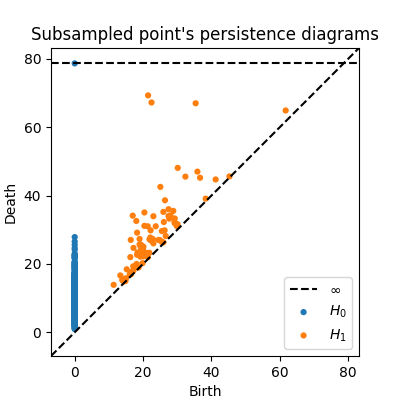 Subsampled point's persistence diagrams
80
60
40
20
0
Death
0 20 40 60 80
Birth
∞
H₀
H₁